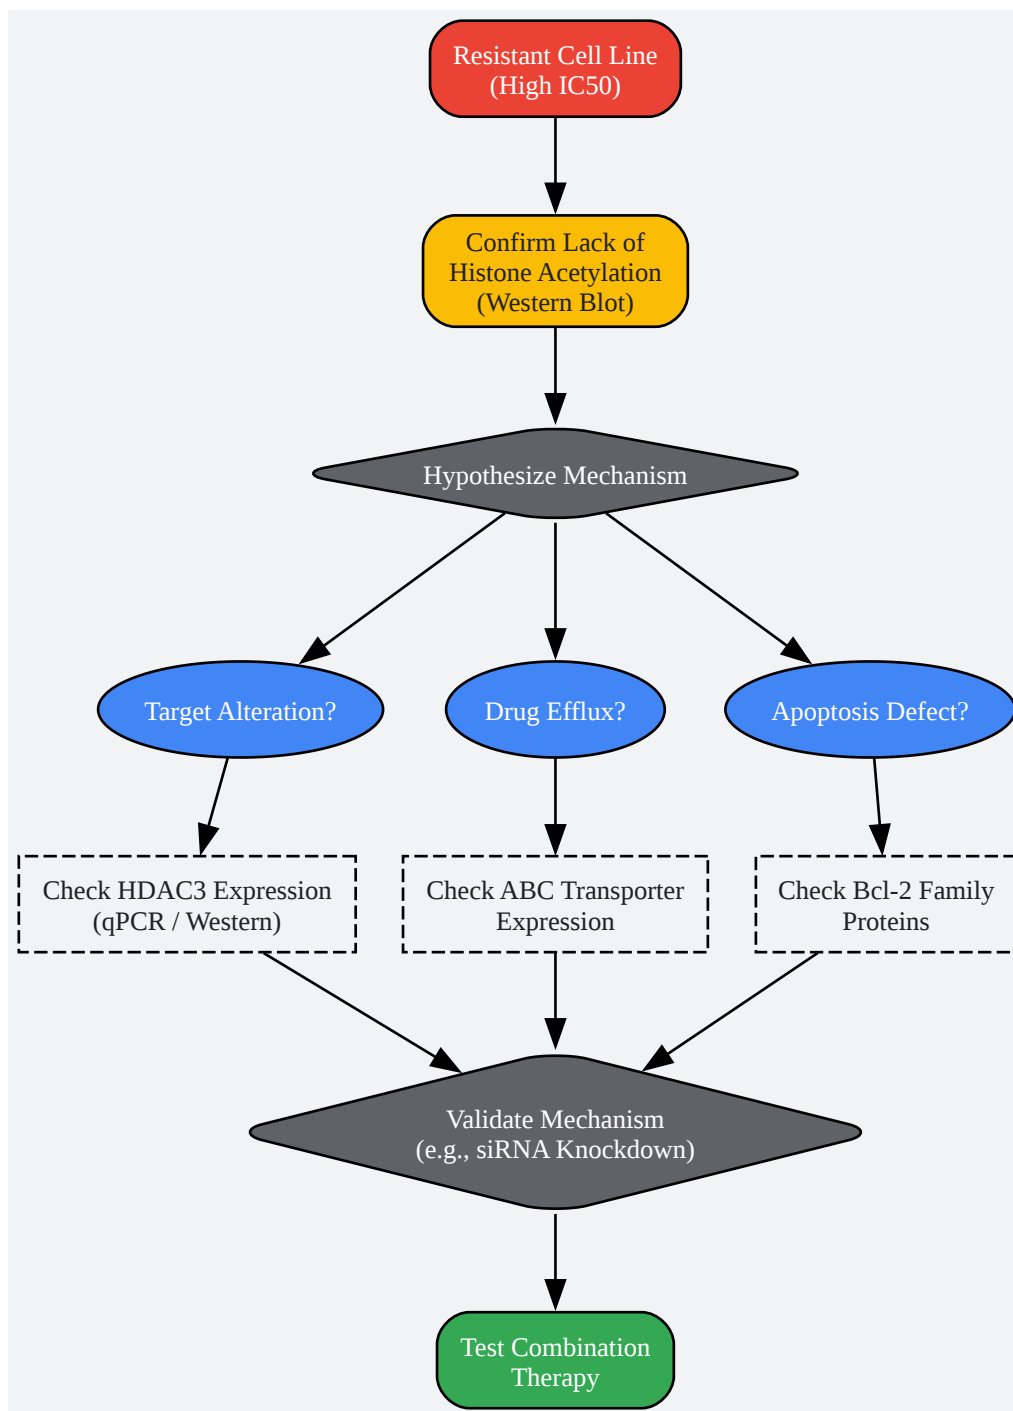 Resistant Cell Line
(High IC50)
Confirm Lack of
Histone Acetylation
(Western Blot)
Hypothesize Mechanism
Target Alteration?
Drug Efflux?
Apoptosis Defect?
Check HDAC3 Expression
(qPCR / Western)
Check ABC Transporter
Expression
Check Bcl-2 Family
Proteins
Validate Mechanism
(e.g., siRNA Knockdown)
Test Combination
Therapy